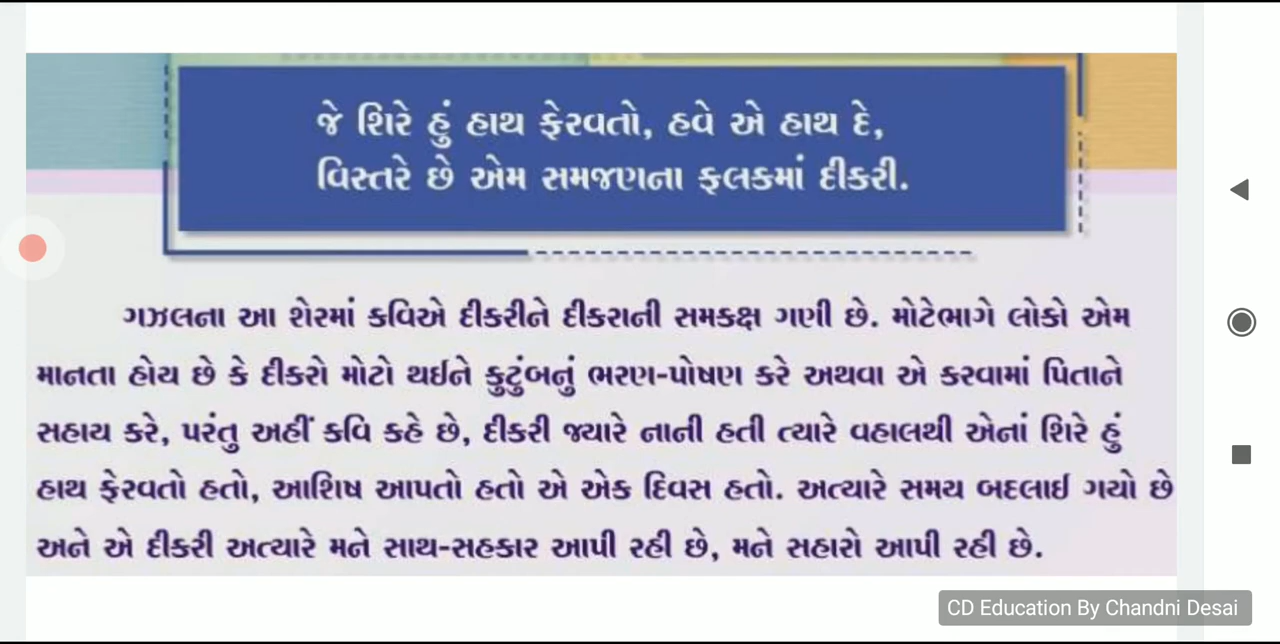 જે શિરે હું હાથ ફેરવતો, હવે એ હાથ દે,
વિસ્તરે છે એમ સમજણના ફલકમાં દીકરી.
ગઝલના આ શેરમાં કવિએ દીકરીને દીકરાની સમકક્ષ ગણી છે. મોટેભાગે લોકો એમ
માનતા હોય છે કે દીકરો મોટો થઈને કુટુંબનું ભરણ-પોષણ કરે અથવા એ કરવામાં પિતાને
સહાય કરે, પરંતુ અહીં કવિ કહે છે, દીકરી જ્યારે નાની હતી ત્યારે વહાલથી એનાં શિરે હું
હાથ ફેરવતો હતો, આશિષ આપતો હતો એ એક દિવસ હતો. અત્યારે સમય બદલાઈ ગયો છે
અને એ દીકરી અત્યારે મને સાથ-સહકાર આપી રહી છે, મને સહારો આપી રહી છે.
CD Education By Chandni Desai